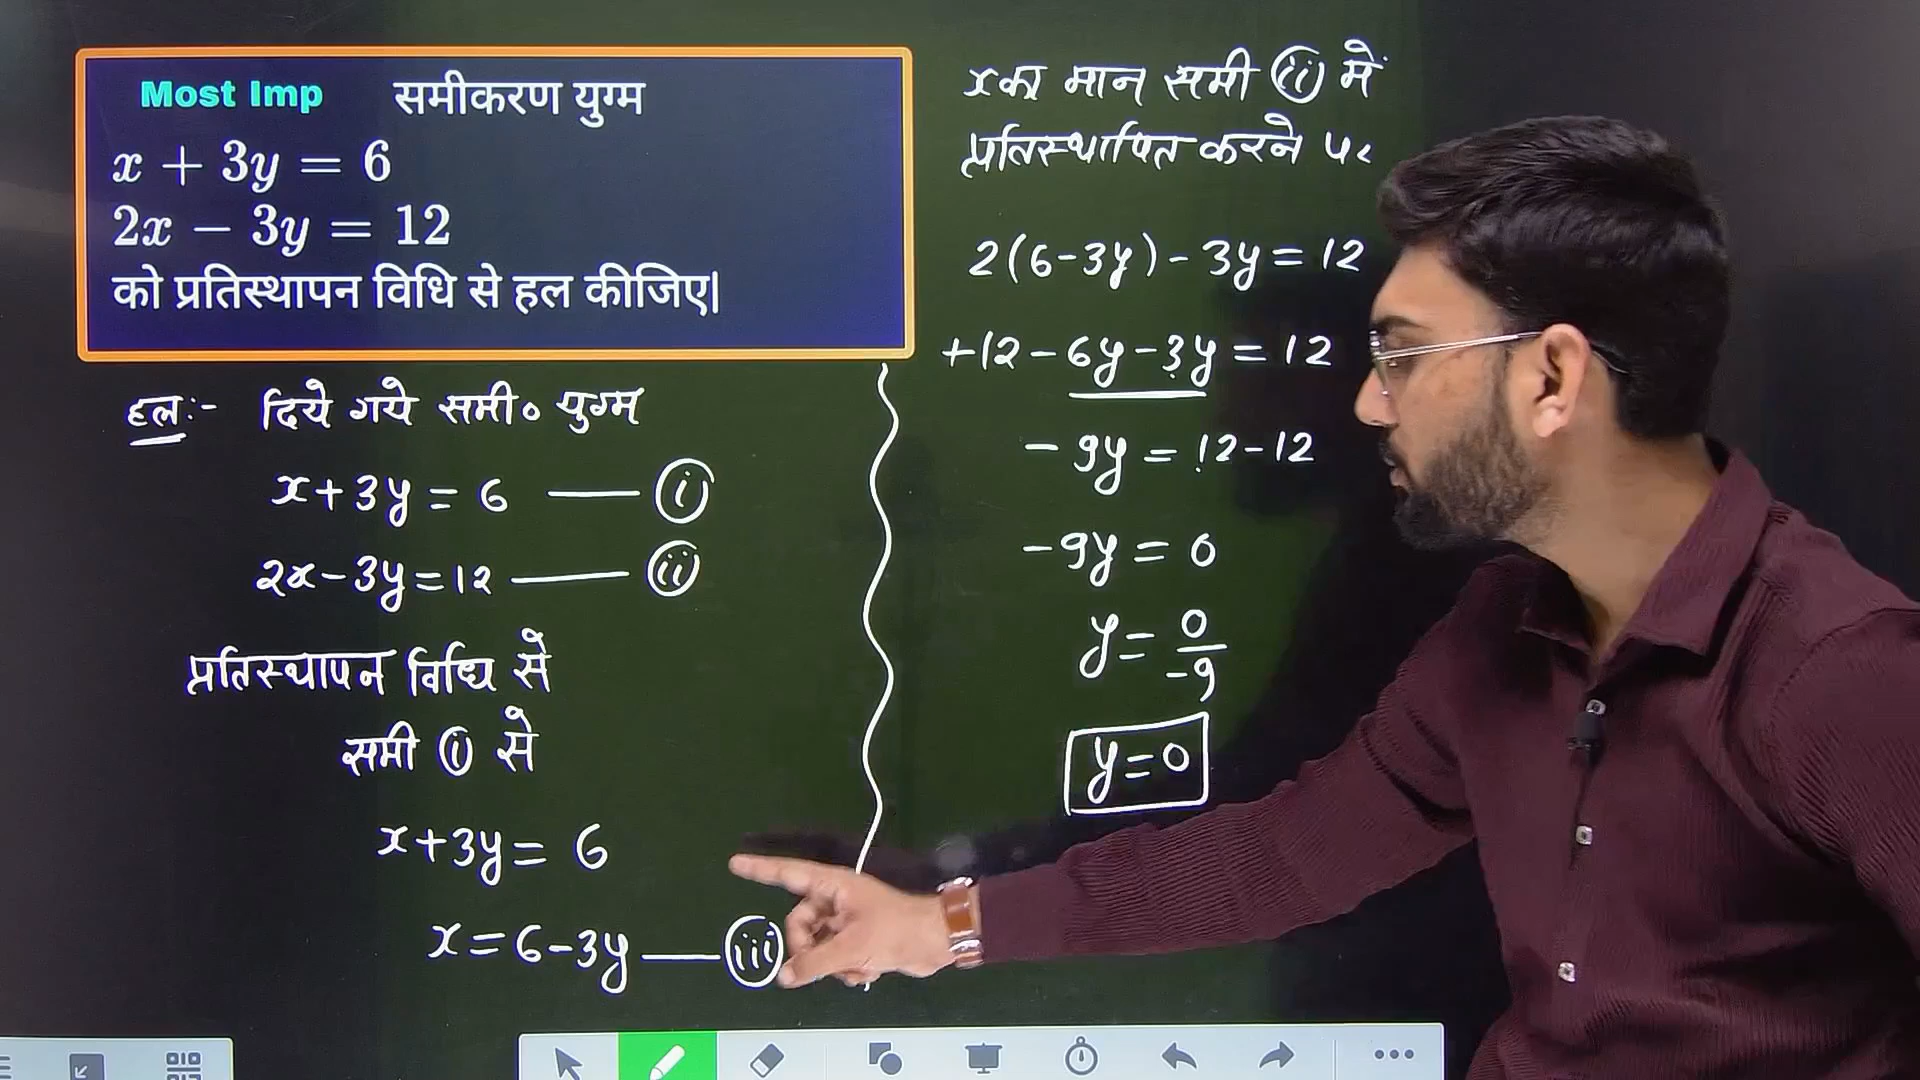 Most Imp समीकरण युग्म
x + 3y = 6
2x − 3y = 12
को प्रतिस्थापन विधि से हल कीजिए|
हल:- दिये गये समी० युग्म
x+3y = 6 — (i)
2x-3y=12 — (ii)
प्रतिस्थापन विधि से
समी (i) से
x+3y= 6
x=6-3y — (iii)
x का मान समी (ii) में
प्रतिस्थापित करने पर
2(6-3y)-3y=12
+12-6y-3y=12
-9y=12-12
-9y=0
y=0/-9
y=0